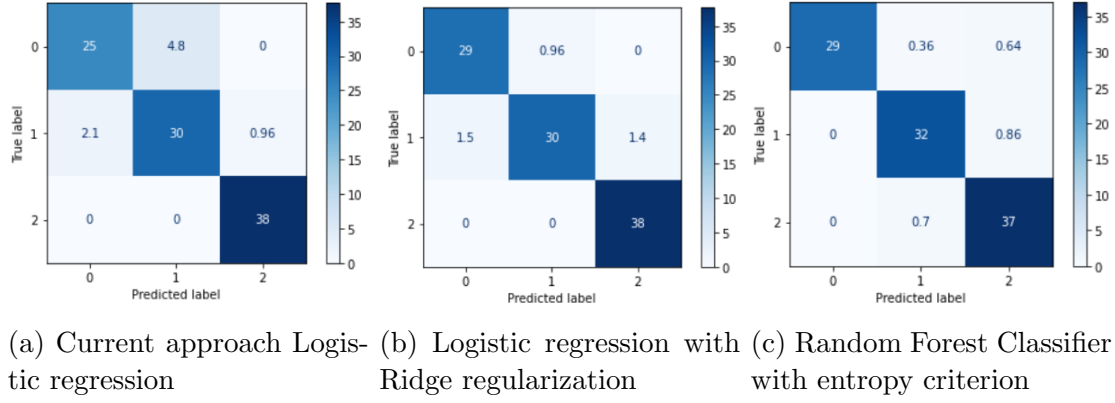 0 25 4.8 0
1 2.1 30 0.96
2 0 0 38
0 1 2
True label
Predicted label
35
30
25
20
15
10
5
0
0 29 0.96 0
1 1.5 30 1.4
2 0 0 38
0 1 2
True label
Predicted label
35
30
25
20
15
10
5
0
0 29 0.36 0.64
1 0 32 0.86
2 0 0.7 37
0 1 2
True label
Predicted label
35
30
25
20
15
10
5
0
(a) Current approach Logis-
tic regression
(b) Logistic regression with
Ridge regularization
(c) Random Forest Classifier
with entropy criterion